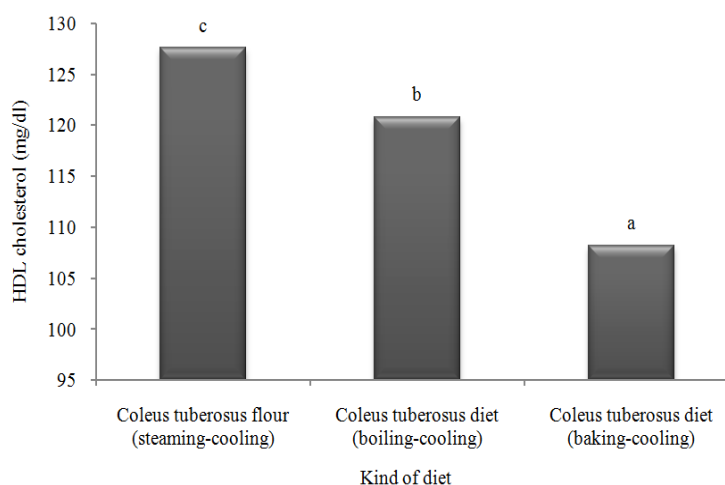 130
125
120
115
110
105
100
95
HDL cholesterol (mg/dl)
c
b
a
Coleus tuberosus flour
(steaming-cooling)
Coleus tuberosus diet
(boiling-cooling)
Coleus tuberosus diet
(baking-cooling)
Kind of diet